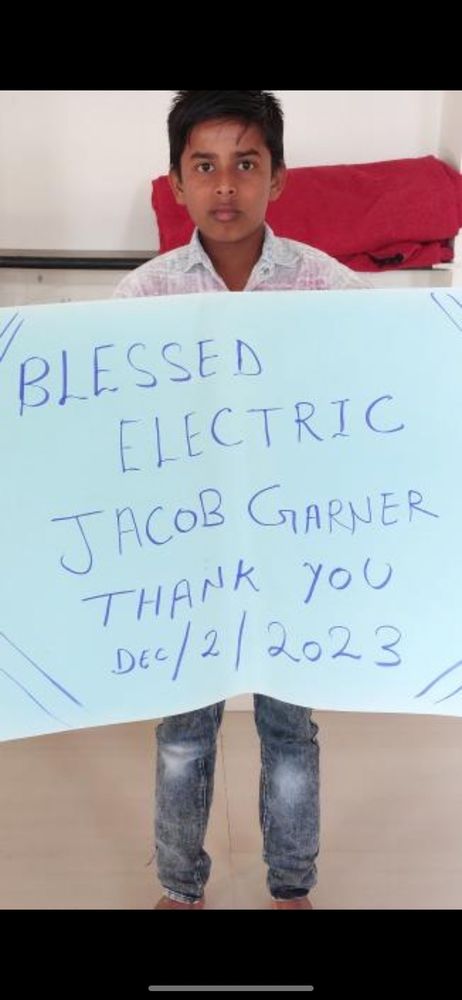 BLESSED
ELECTRIC
JACOB GARNER
THANK YOU
DEC/2/2023